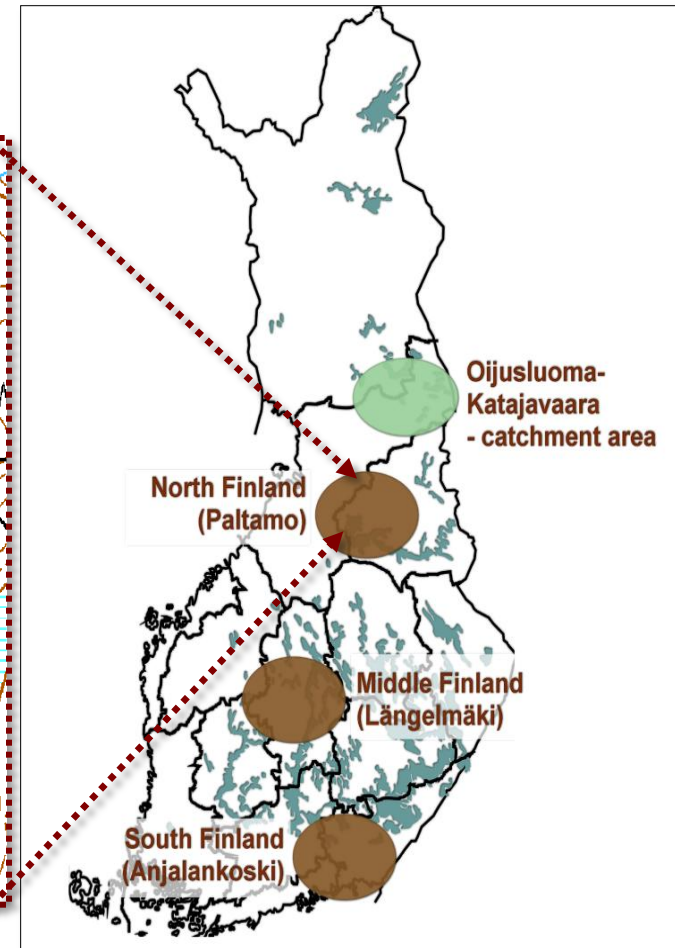 Oijusluoma-
Katajavaara
- catchment area
North Finland
(Paltamo)
Middle Finland
(Längelmäki)
South Finland
(Anjalankoski)